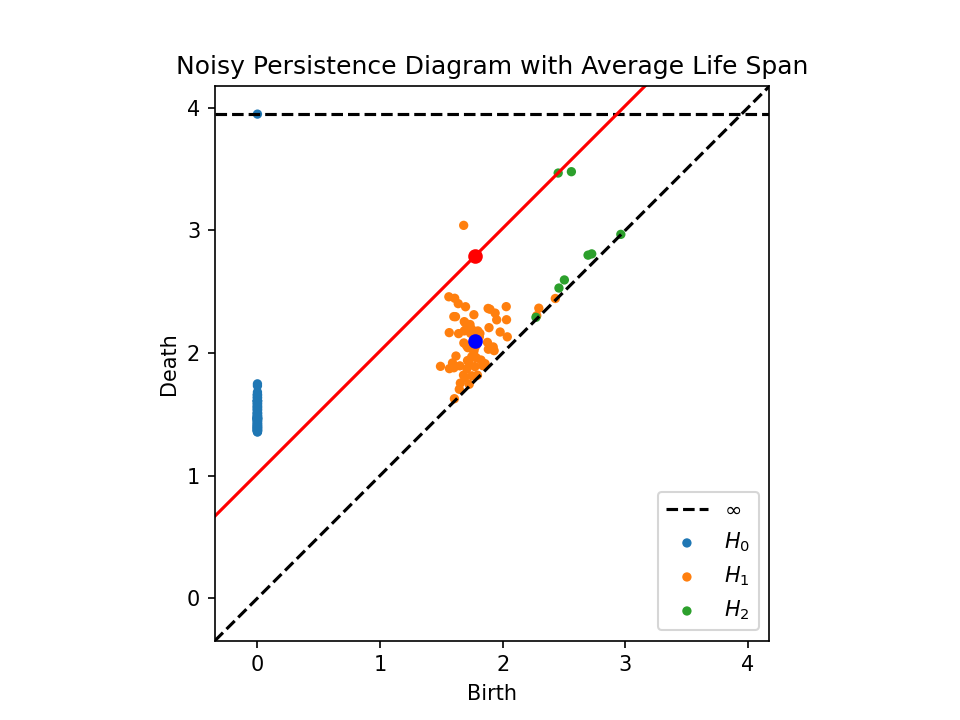 Noisy Persistence Diagram with Average Life Span
Death
4
3
2
1
0
0 1 2 3 4
Birth
∞
H₀
H₁
H₂